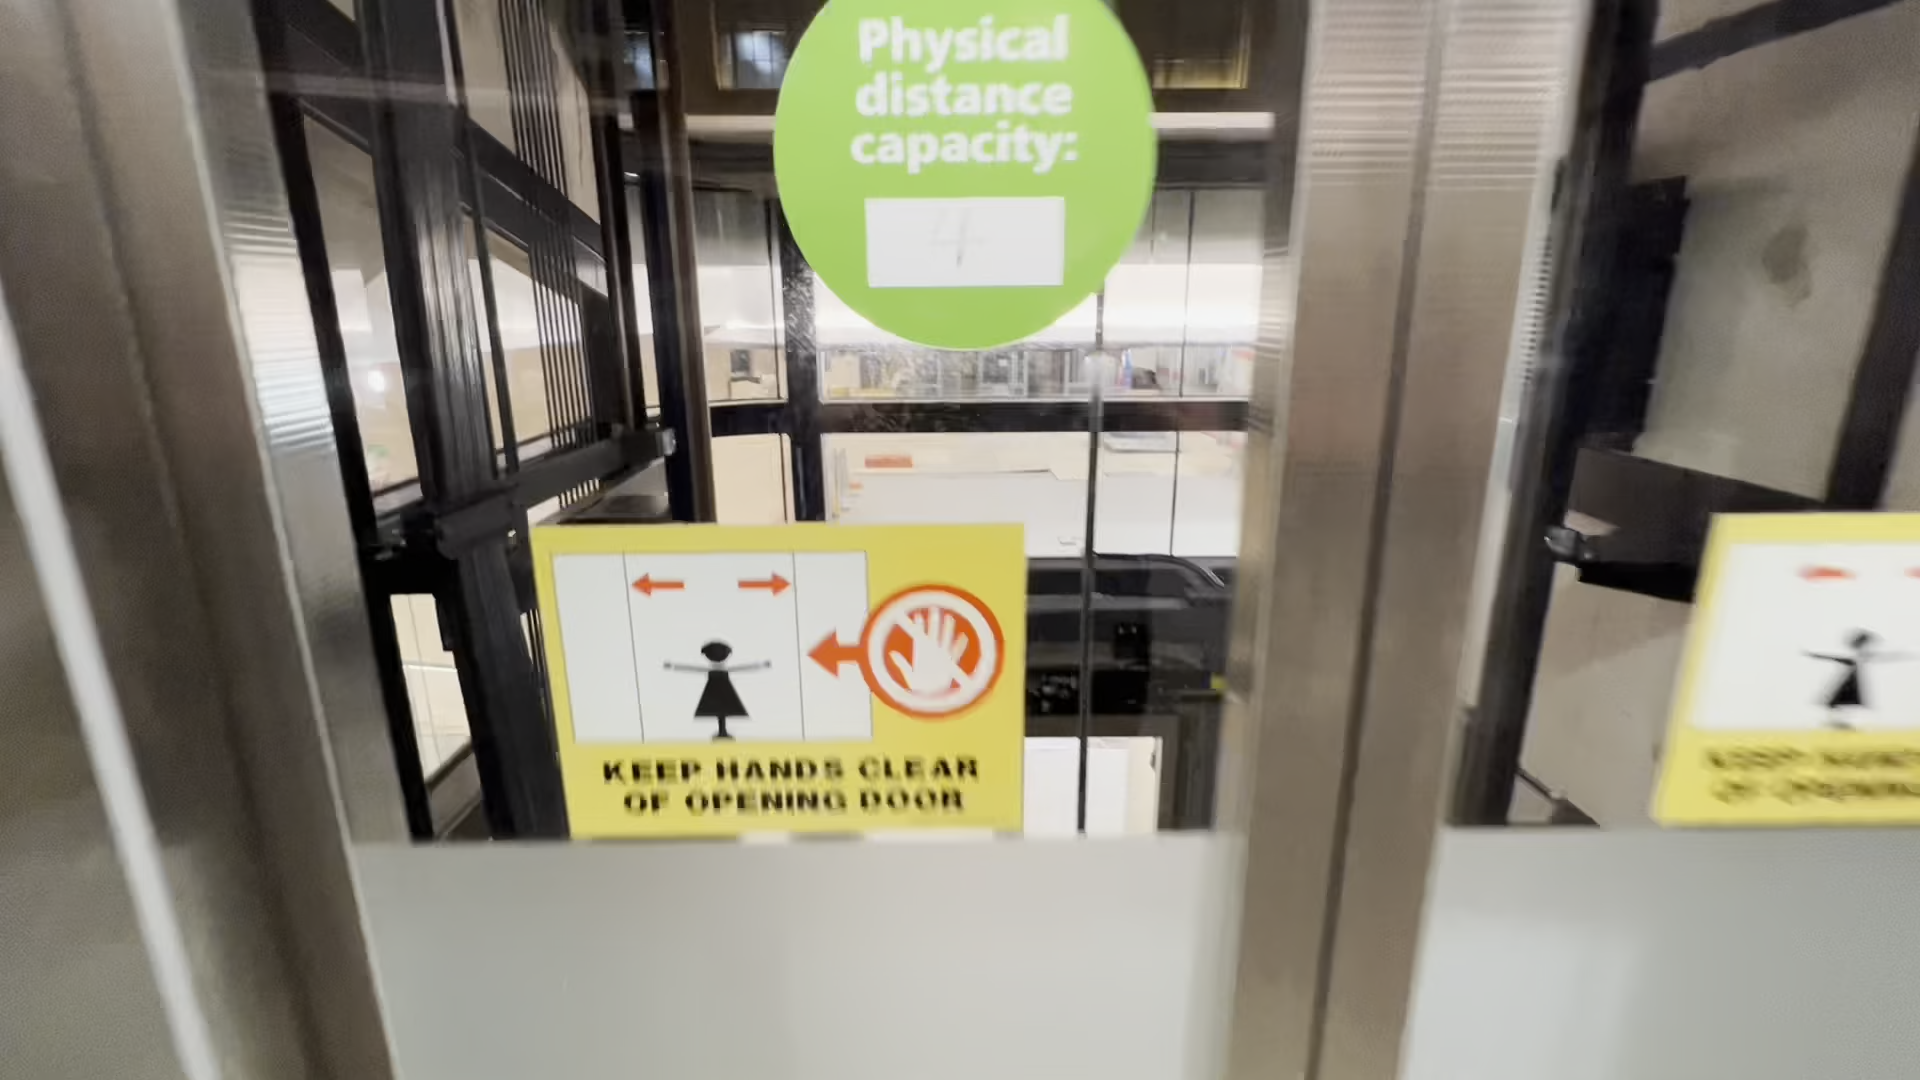 Physical
distance
capacity:
4
KEEP HANDS CLEAR
OF OPENING DOOR